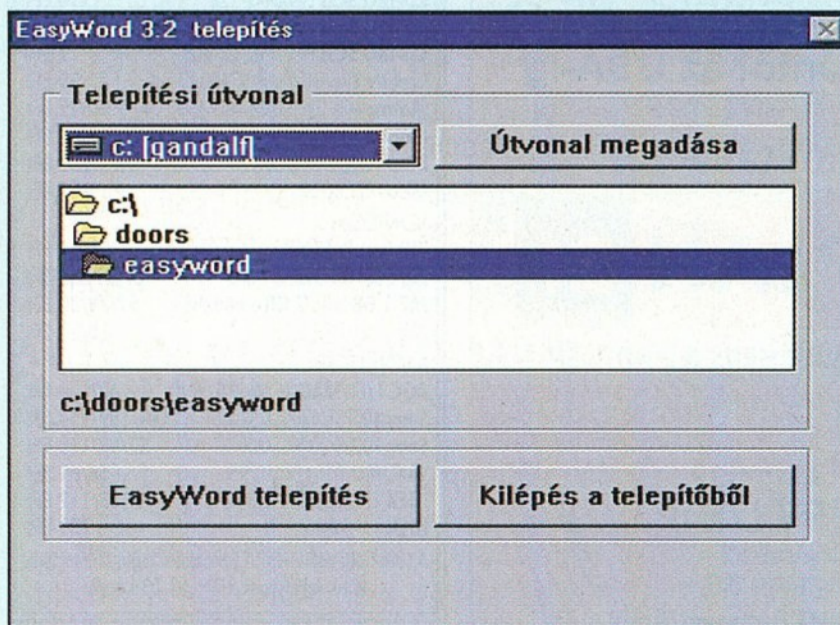 EasyWord 3.2 telepítés
Telepítési útvonal
c: [gandalf]
Útvonal megadása
c:\
doors
easyword
c:\doors\easyword
EasyWord telepítés
Kilépés a telepítőből